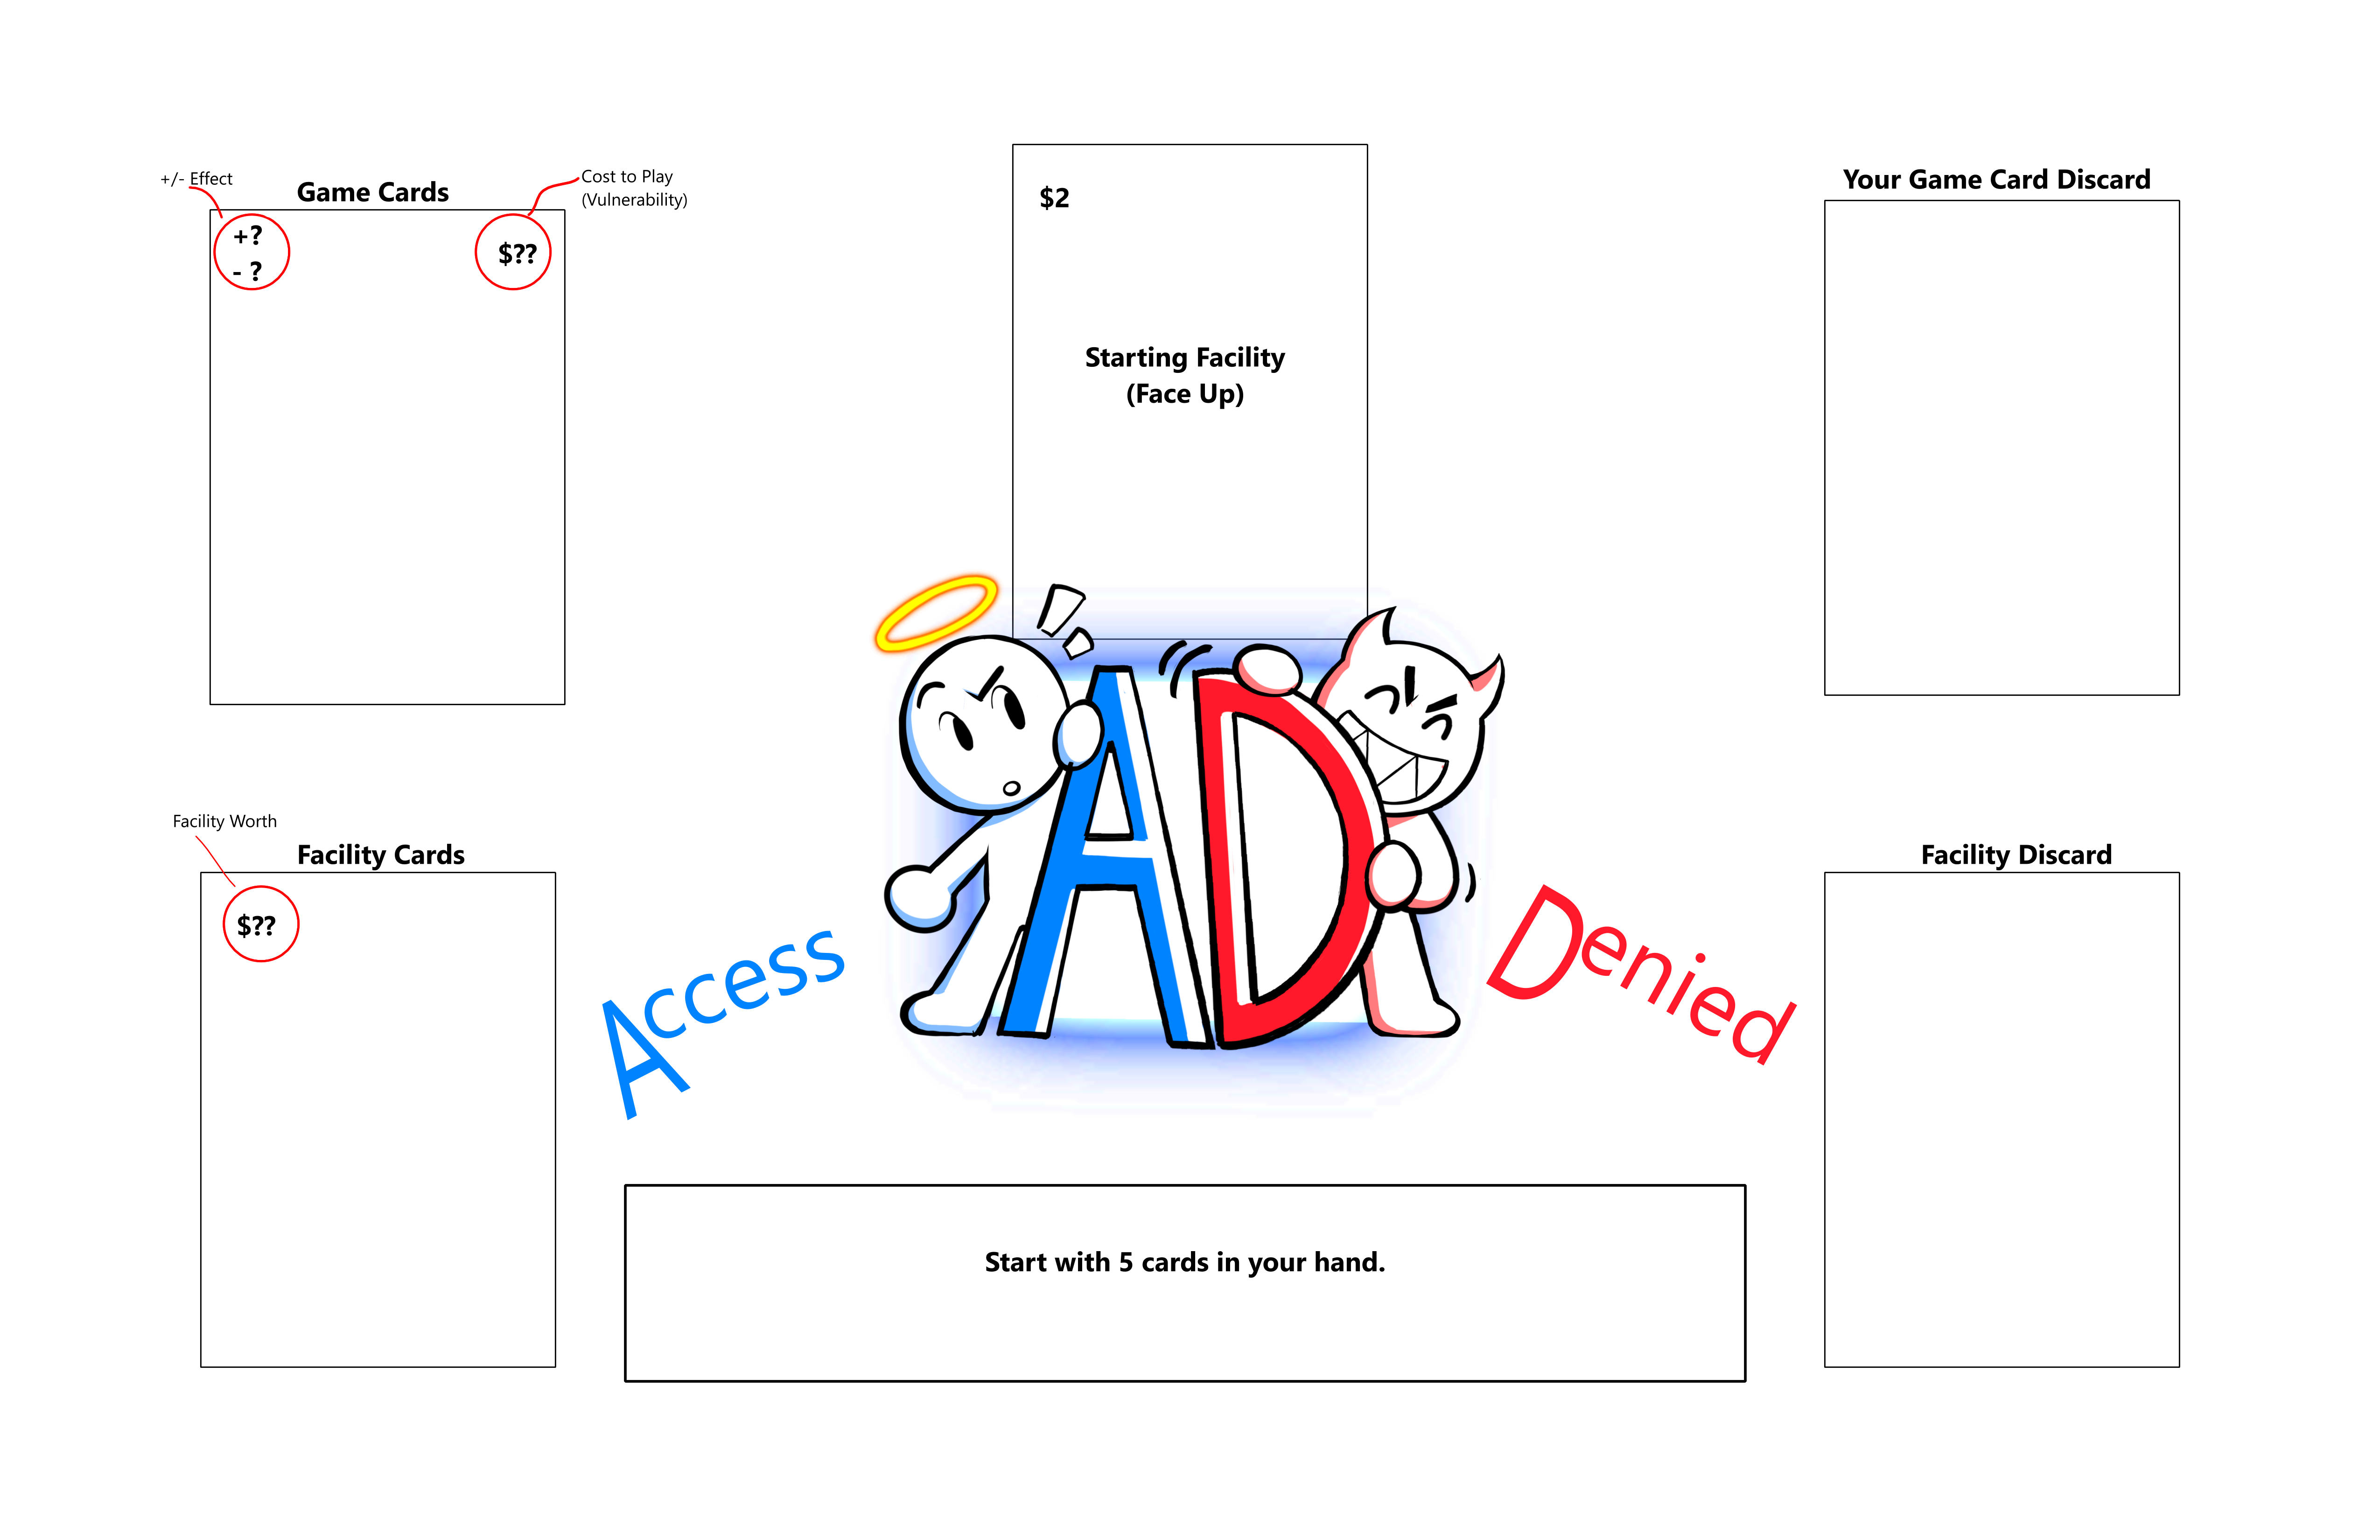 +/- Effect
Game Cards
Cost to Play
(Vulnerability)
+?
- ?
$??
$2
Starting Facility
(Face Up)
Your Game Card Discard
AD
Access
Denied
Facility Worth
Facility Cards
$??
Facility Discard
Start with 5 cards in your hand.